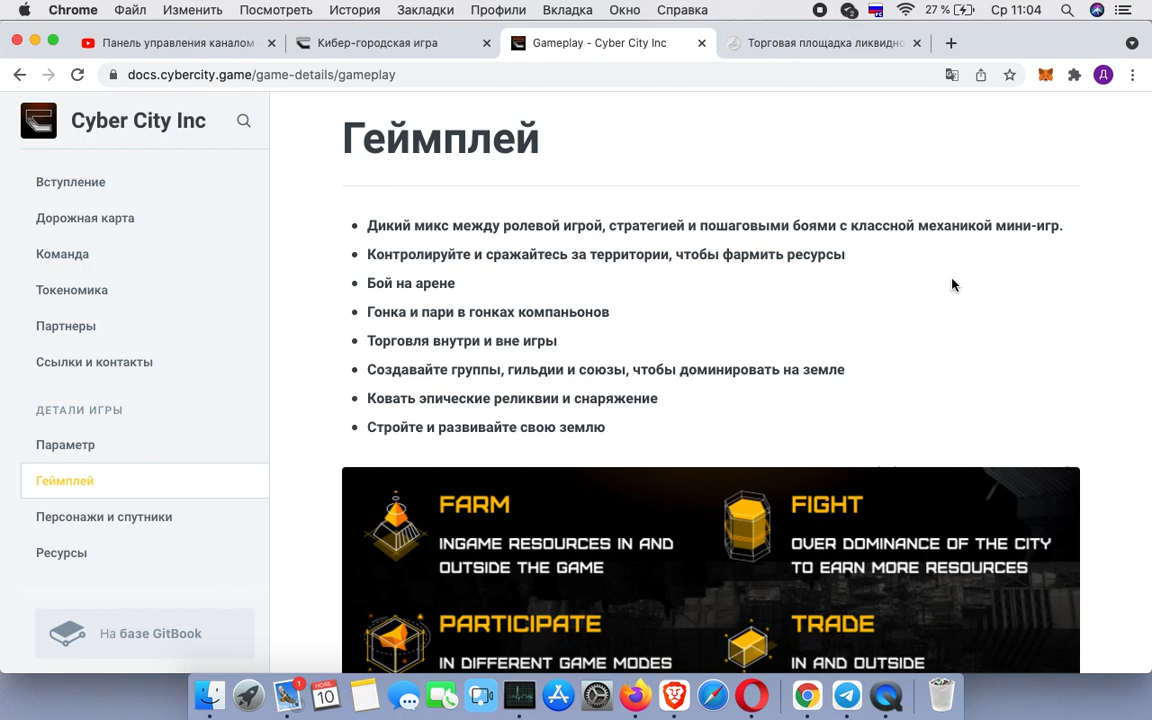 Chrome Файл Изменить Посмотреть История Закладки Профили Вкладка Окно Справка 27 % Ср 11:04
Панель управления каналом Кибер-городская игра Gameplay - Cyber City Inc Торговая площадка ликвидно
docs.cybercity.game/game-details/gameplay Д
Cyber City Inc
Вступление
Дорожная карта
Команда
Токеномика
Партнеры
Ссылки и контакты
ДЕТАЛИ ИГРЫ
Параметр
Геймплей
Персонажи и спутники
Ресурсы
На базе GitBook
Геймплей
Дикий микс между ролевой игрой, стратегией и пошаговыми боями с классной механикой мини-игр.
Контролируйте и сражайтесь за территории, чтобы фармить ресурсы
Бой на арене
Гонка и пари в гонках компаньонов
Торговля внутри и вне игры
Создавайте группы, гильдии и союзы, чтобы доминировать на земле
Ковать эпические реликвии и снаряжение
Стройте и развивайте свою землю
FARM
INGAME RESOURCES IN AND
OUTSIDE THE GAME
FIGHT
OVER DOMINANCE OF THE CITY
TO EARN MORE RESOURCES
PARTICIPATE
IN DIFFERENT GAME MODES
TRADE
IN AND OUTSIDE
1
НОЯБ.
10